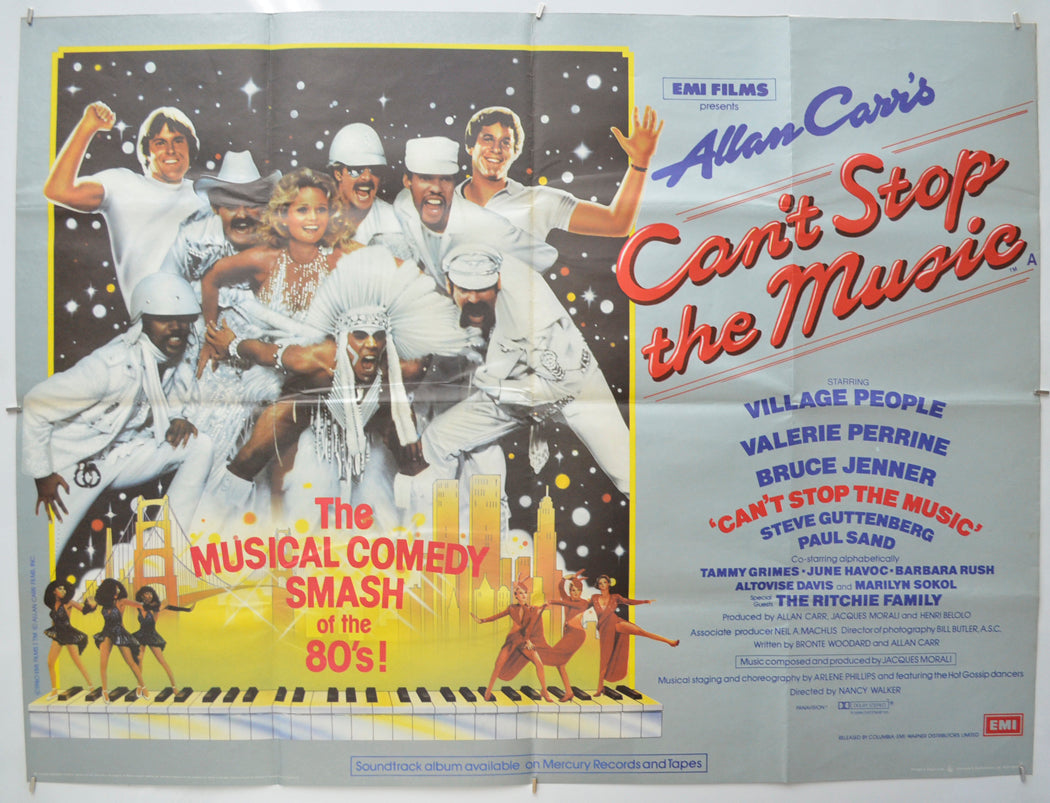 EMI FILMS
presents
Allan Carr's
Can't Stop
the Music
TM
A
STARRING
VILLAGE PEOPLE
VALERIE PERRINE
BRUCE JENNER
'CAN'T STOP THE MUSIC'
STEVE GUTTENBERG
PAUL SAND
Co-starring alphabetically
TAMMY GRIMES • JUNE HAVOC • BARBARA RUSH
ALTOVISE DAVIS and MARILYN SOKOL
Special Guests THE RITCHIE FAMILY
Produced by ALLAN CARR, JACQUES MORALI and HENRI BELOLO
Associate producer NEIL A. MACHLIS Director of photography BILL BUTLER, A.S.C.
Written by BRONTE WOODARD and ALLAN CARR
Music composed and produced by JACQUES MORALI
Musical staging and choreography by ARLENE PHILLIPS and featuring the Hot Gossip dancers
Directed by NANCY WALKER
PANAVISION® DOLBY STEREO ®
RELEASED BY COLUMBIA-EMI-WARNER DISTRIBUTORS LIMITED
EMI
The
MUSICAL COMEDY
SMASH
of the
80's!
Soundtrack album available on Mercury Records and Tapes